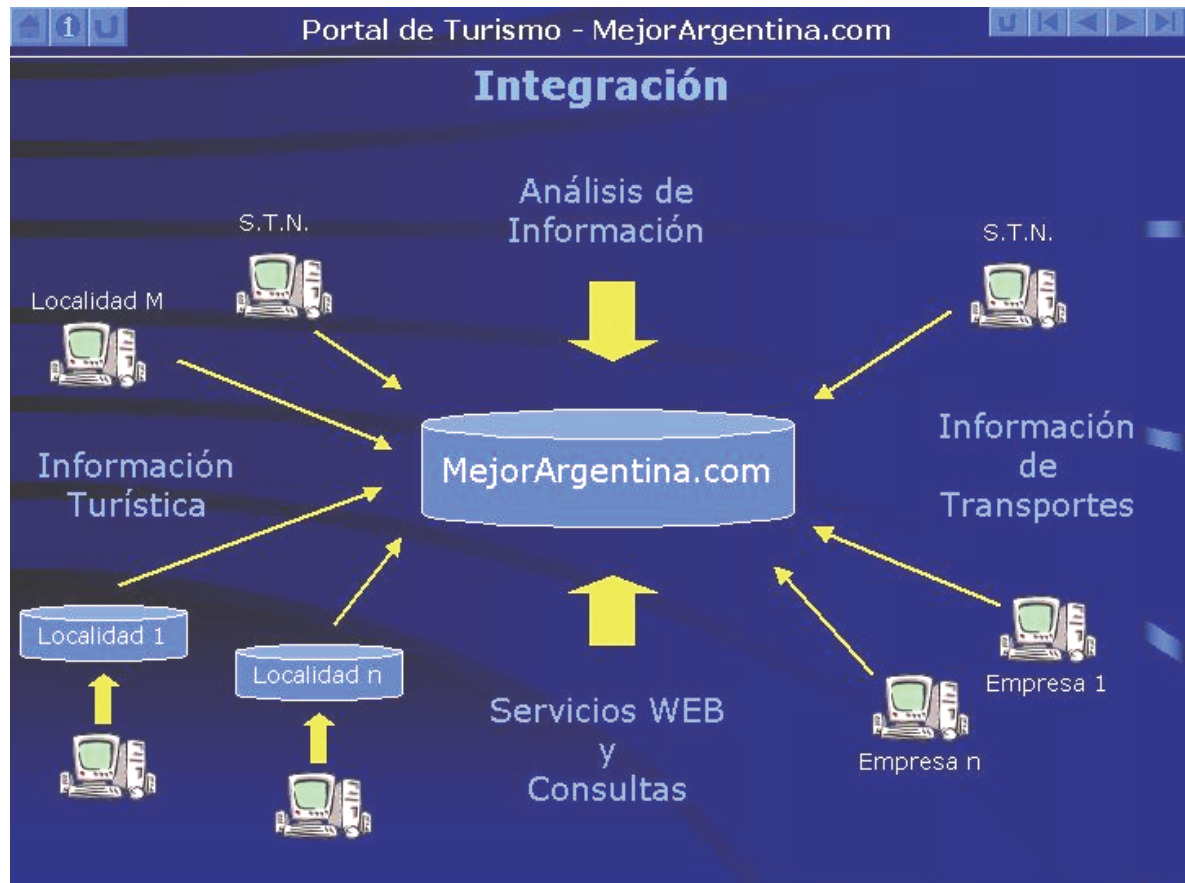 Portal de Turismo - MejorArgentina.com
Integración
Análisis de
Información
S.T.N.
S.T.N.
Localidad M
Información
Turística
MejorArgentina.com
Información
de
Transportes
Localidad 1
Localidad n
Servicios WEB
y
Consultas
Empresa 1
Empresa n